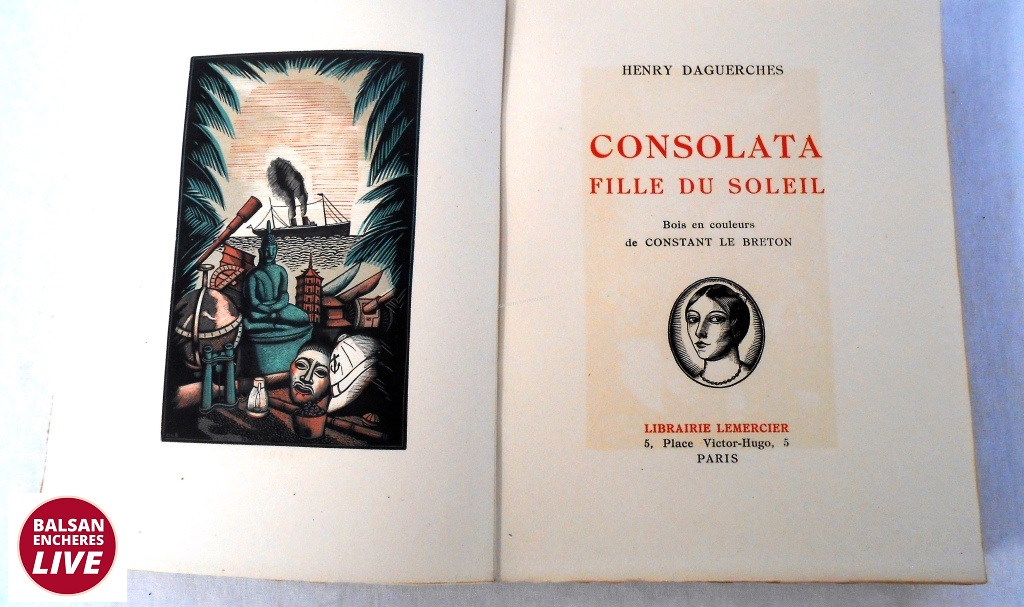 HENRY DAGUERCHES
CONSOLATA
FILLE DU SOLEIL
Bois en couleurs
de CONSTANT LE BRETON
LIBRAIRIE LEMERCIER
5, Place Victor-Hugo, 5
PARIS
BALSAN
ENCHERES
LIVE